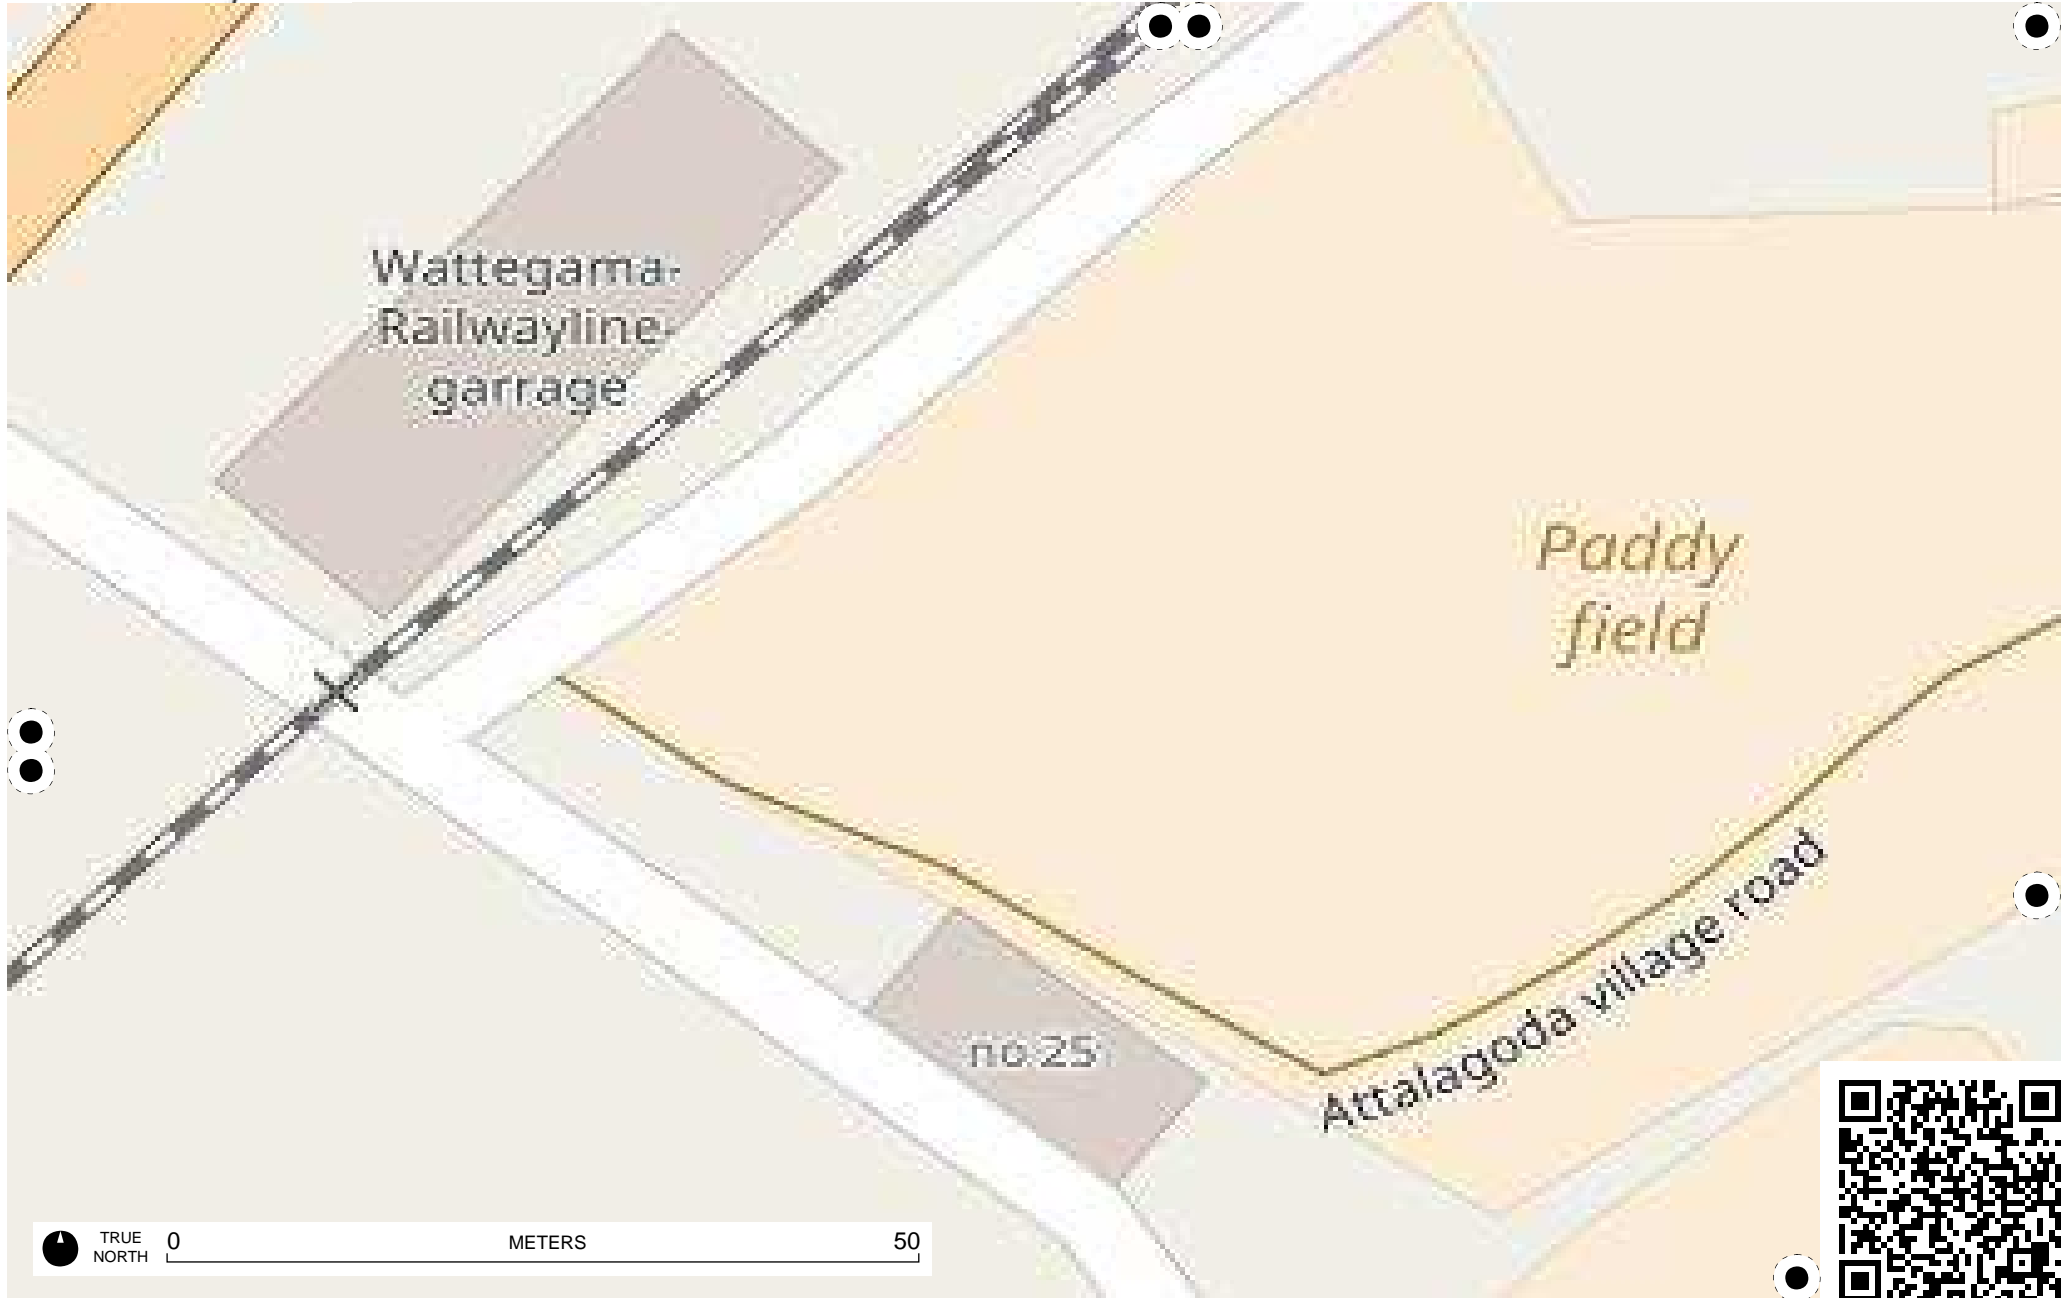 Wattegama-
Railwayline-
garrage
Paddy
field
Attalagoda village road
no.25
TRUE
NORTH
0 METERS 50